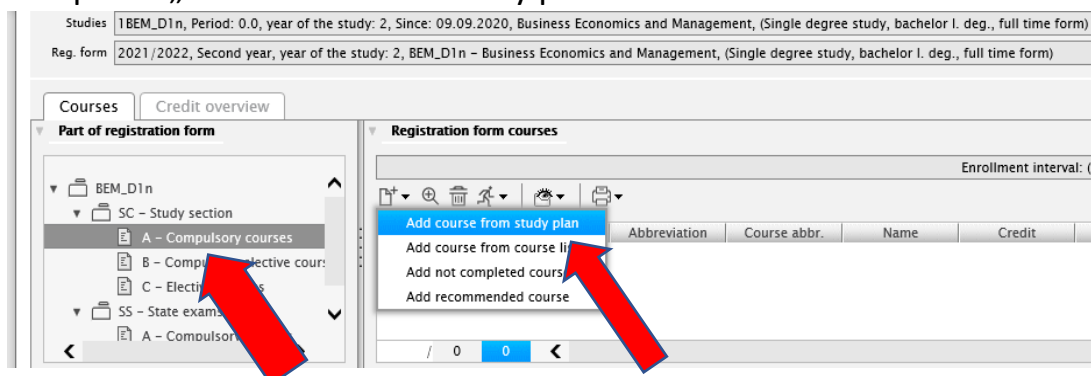 Studies 1BEM_D1n, Period: 0.0, year of the study: 2, Since: 09.09.2020, Business Economics and Management, (Single degree study, bachelor I. deg., full time form)
Reg. form 2021/2022, Second year, year of the study: 2, BEM_D1n – Business Economics and Management, (Single degree study, bachelor I. deg., full time form)
Courses Credit overview
Part of registration form
Registration form courses
Enrollment interval: (
BEM_D1n
SC – Study section
A – Compulsory courses
B – Comp
elective cour
C – Elective
SS – State exams
A – Compulsory
Add course from study plan
Add course from course li
Add not completed cours
Add recommended course
Abbreviation Course abbr. Name Credit
/ 0 0